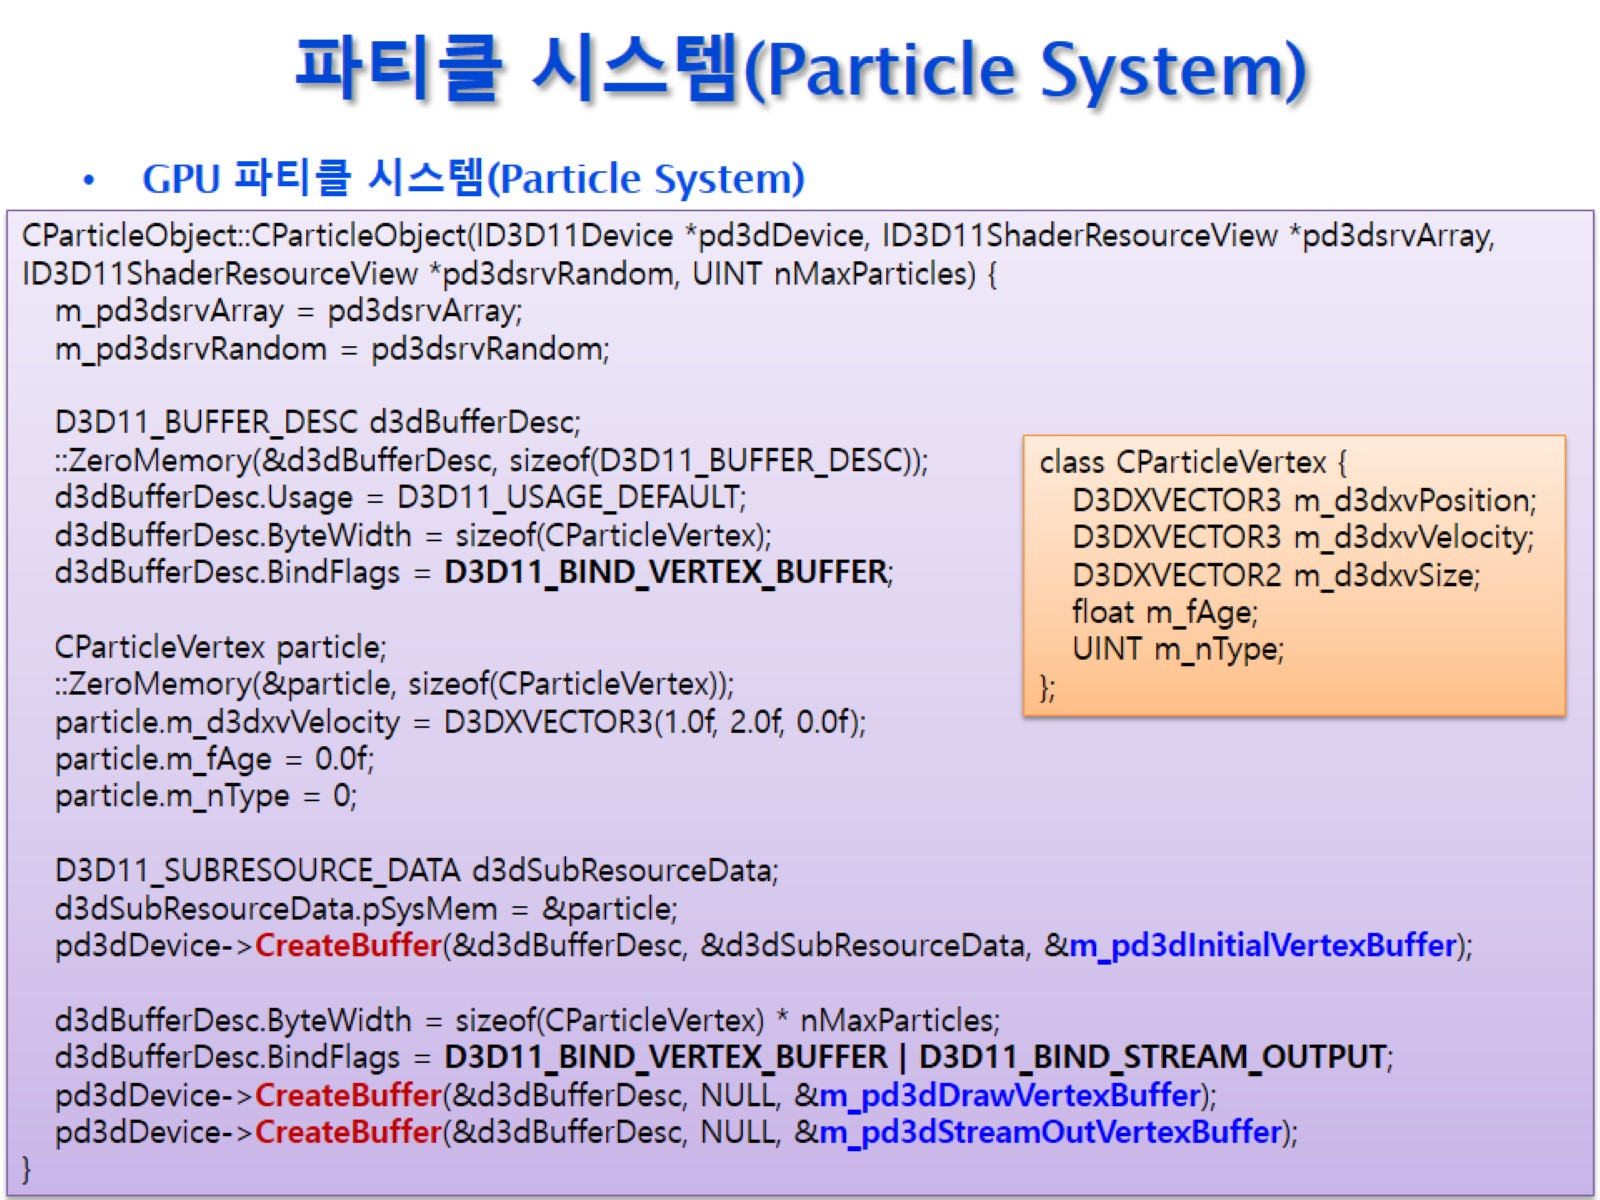 파티클 시스템(Particle System)
• GPU 파티클 시스템(Particle System)
CParticleObject::CParticleObject(ID3D11Device *pd3dDevice, ID3D11ShaderResourceView *pd3dsrvArray,
ID3D11ShaderResourceView *pd3dsrvRandom, UINT nMaxParticles) {
m_pd3dsrvArray = pd3dsrvArray;
m_pd3dsrvRandom = pd3dsrvRandom;
D3D11_BUFFER_DESC d3dBufferDesc;
::ZeroMemory(&d3dBufferDesc, sizeof(D3D11_BUFFER_DESC));
d3dBufferDesc.Usage = D3D11_USAGE_DEFAULT;
d3dBufferDesc.ByteWidth = sizeof(CParticleVertex);
d3dBufferDesc.BindFlags = D3D11_BIND_VERTEX_BUFFER;
CParticleVertex particle;
::ZeroMemory(&particle, sizeof(CParticleVertex));
particle.m_d3dxvVelocity = D3DXVECTOR3(1.0f, 2.0f, 0.0f);
particle.m_fAge = 0.0f;
particle.m_nType = 0;
D3D11_SUBRESOURCE_DATA d3dSubResourceData;
d3dSubResourceData.pSysMem = &particle;
pd3dDevice->CreateBuffer(&d3dBufferDesc, &d3dSubResourceData, &m_pd3dInitialVertexBuffer);
d3dBufferDesc.ByteWidth = sizeof(CParticleVertex) * nMaxParticles;
d3dBufferDesc.BindFlags = D3D11_BIND_VERTEX_BUFFER | D3D11_BIND_STREAM_OUTPUT;
pd3dDevice->CreateBuffer(&d3dBufferDesc, NULL, &m_pd3dDrawVertexBuffer);
pd3dDevice->CreateBuffer(&d3dBufferDesc, NULL, &m_pd3dStreamOutVertexBuffer);
}
class CParticleVertex {
D3DXVECTOR3 m_d3dxvPosition;
D3DXVECTOR3 m_d3dxvVelocity;
D3DXVECTOR2 m_d3dxvSize;
float m_fAge;
UINT m_nType;
};